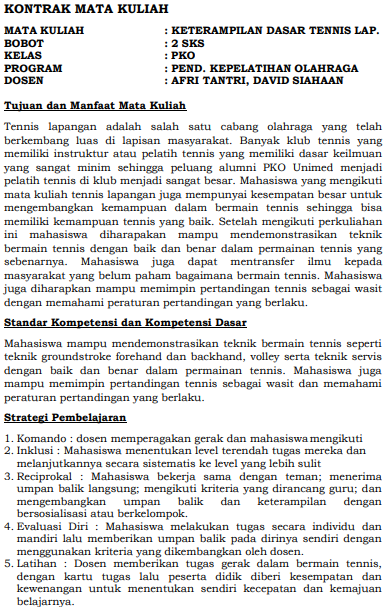 KONTRAK MATA KULIAH
MATA KULIAH : KETERAMPILAN DASAR TENNIS LAP.
BOBOT : 2 SKS
KELAS : PKO
PROGRAM : PEND. KEPELATIHAN OLAHRAGA
DOSEN : AFRI TANTRI, DAVID SIAHAAN
Tujuan dan Manfaat Mata Kuliah
Tennis lapangan adalah salah satu cabang olahraga yang telah
berkembang luas di lapisan masyarakat. Banyak klub tennis yang
memiliki instruktur atau pelatih tennis yang memiliki dasar keilmuan
yang sangat minim sehingga peluang alumni PKO Unimed menjadi
pelatih tennis di klub menjadi sangat besar. Mahasiswa yang mengikuti
mata kuliah tennis lapangan juga mempunyai kesempatan besar untuk
mengembangkan kemampuan dalam bermain tennis sehingga bisa
memiliki kemampuan tennis yang baik. Setelah mengikuti perkuliahan
ini mahasiswa diharapakan mampu mendemonstrasikan teknik
bermain tennis dengan baik dan benar dalam permainan tennis yang
sebenarnya. Mahasiswa juga dapat mentransfer ilmu kepada
masyarakat yang belum paham bagaimana bermain tennis. Mahasiswa
juga diharapkan mampu memimpin pertandingan tennis sebagai wasit
dengan memahami peraturan pertandingan yang berlaku.
Standar Kompetensi dan Kompetensi Dasar
Mahasiswa mampu mendemonstrasikan teknik bermain tennis seperti
teknik groundstroke forehand dan backhand, volley serta teknik servis
dengan baik dan benar dalam permainan tennis. Mahasiswa juga
mampu memimpin pertandingan tennis sebagai wasit dan memahami
peraturan pertandingan yang berlaku.
Strategi Pembelajaran
1. Komando : dosen memperagakan gerak dan mahasiswa mengikuti
2. Inklusi : Mahasiswa menentukan level terendah tugas mereka dan
melanjutkannya secara sistematis ke level yang lebih sulit
3. Reciprokal : Mahasiswa bekerja sama dengan teman; menerima
umpan balik langsung; mengikuti kriteria yang dirancang guru; dan
mengembangkan umpan balik dan keterampilan dengan
bersosialisasi atau berkelompok.
4. Evaluasi Diri : Mahasiswa melakukan tugas secara individu dan
mandiri lalu memberikan umpan balik pada dirinya sendiri dengan
menggunakan kriteria yang dikembangkan oleh dosen.
5. Latihan : Dosen memberikan tugas gerak dalam bermain tennis,
dengan kartu tugas lalu peserta didik diberi kesempatan dan
kewenangan untuk menentukan sendiri kecepatan dan kemajuan
belajarnya.